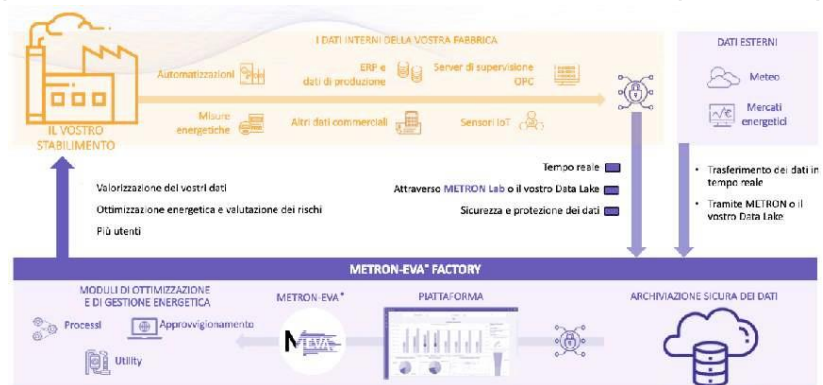 I DATI INTERNI DELLA VOSTRA FABBRICA
Automatizzazioni
ERP e
dati di produzione
Server di supervisione
OPC
Misure
energetiche
Altri dati commerciali
Sensori IoT
IL VOSTRO
STABILIMENTO
DATI ESTERNI
Meteo
Mercati
energetici
Valorizzazione dei vostri dati
Ottimizzazione energetica e valutazione dei rischi
Più utenti
Tempo reale
Attraverso METRON Lab o il vostro Data Lake
Sicurezza e protezione dei dati
• Trasferimento dei dati in
tempo reale
• Tramite METRON o il
vostro Data Lake
METRON-EVA® FACTORY
MODULI DI OTTIMIZZAZIONE
E DI GESTIONE ENERGETICA
Processi
Approvvigionamento
Utility
METRON-EVA®
PIATTAFORMA
ARCHIVIAZIONE SICURA DEI DATI